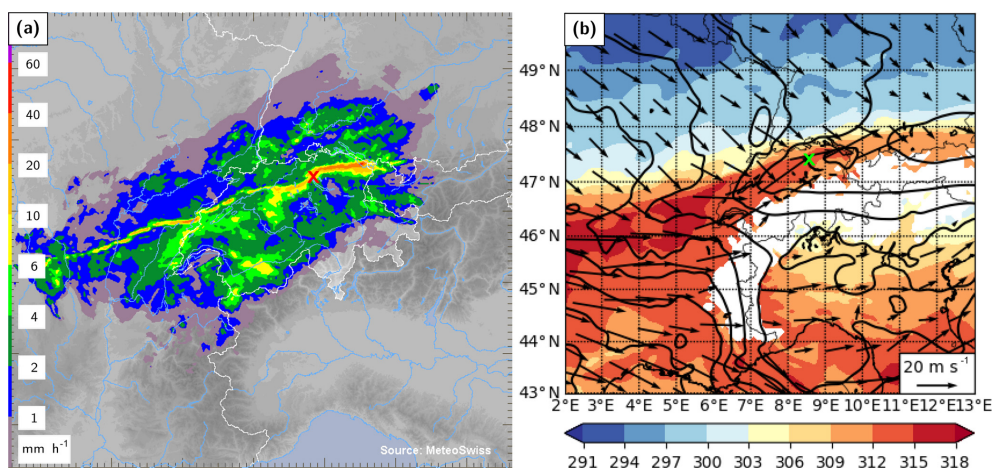 (a)
60
40
20
10
6
4
2
1
mm h⁻¹
Source: MeteoSwiss
(b)
49°N
48°N
47°N
46°N
45°N
44°N
43°N
20 m s⁻¹
2°E 3°E 4°E 5°E 6°E 7°E 8°E 9°E 10°E 11°E 12°E 13°E
291 294 297 300 303 306 309 312 315 318